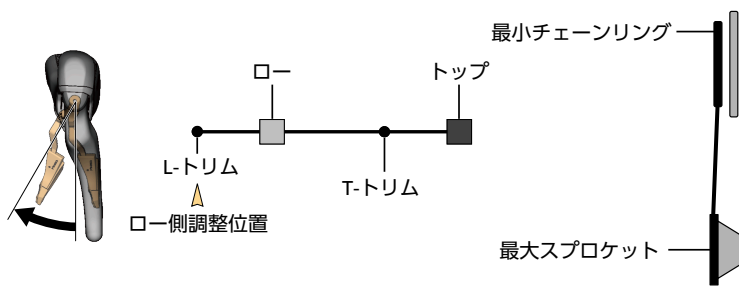 最小チェーンリング
ロー
トップ
L-トリム
T-トリム
ロー側調整位置
最大スプロケット